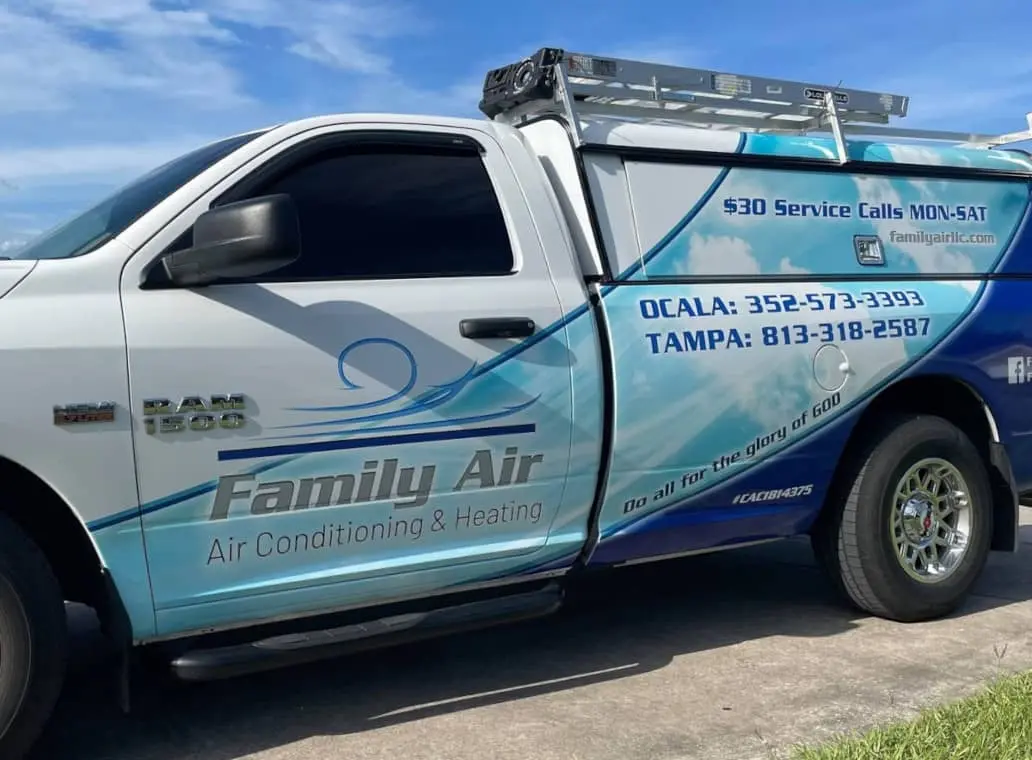 $30 Service Calls MON-SAT
familyairllc.com
OCALA: 352-573-3393
TAMPA: 813-318-2587
Do all for the glory of GOD
#CAC1814375
RAM
1500
Family Air
Air Conditioning & Heating